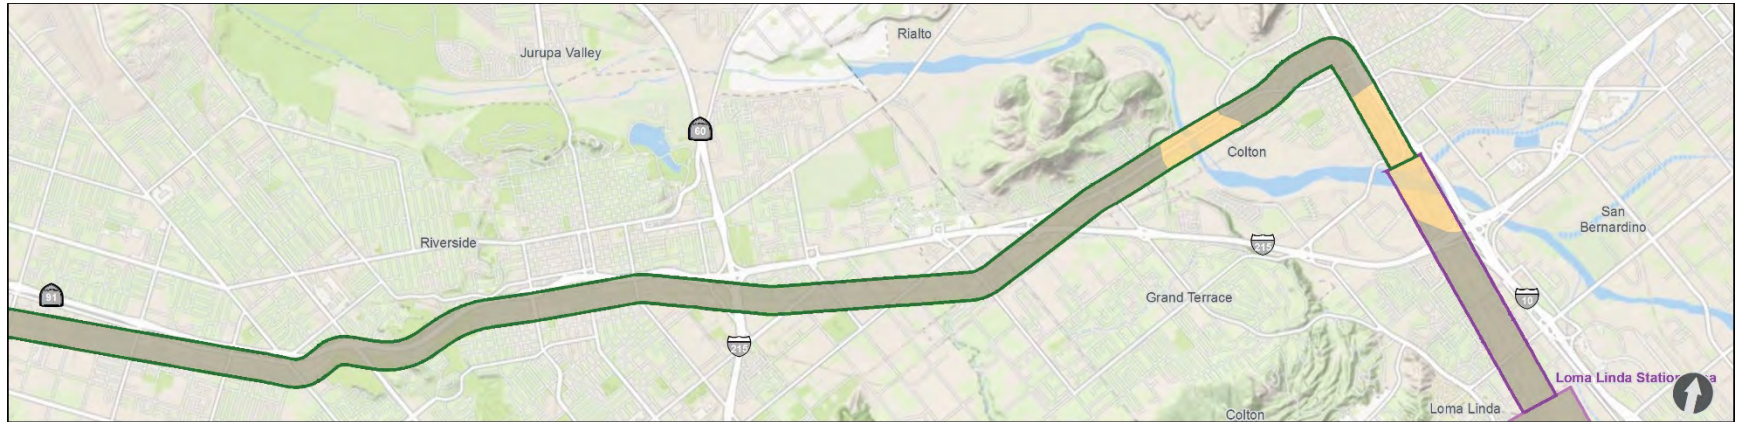 Rialto
Jurupa Valley
60
Colton
San
Bernardino
Riverside
215
91
Grand Terrace
10
215
Loma Linda
Colton